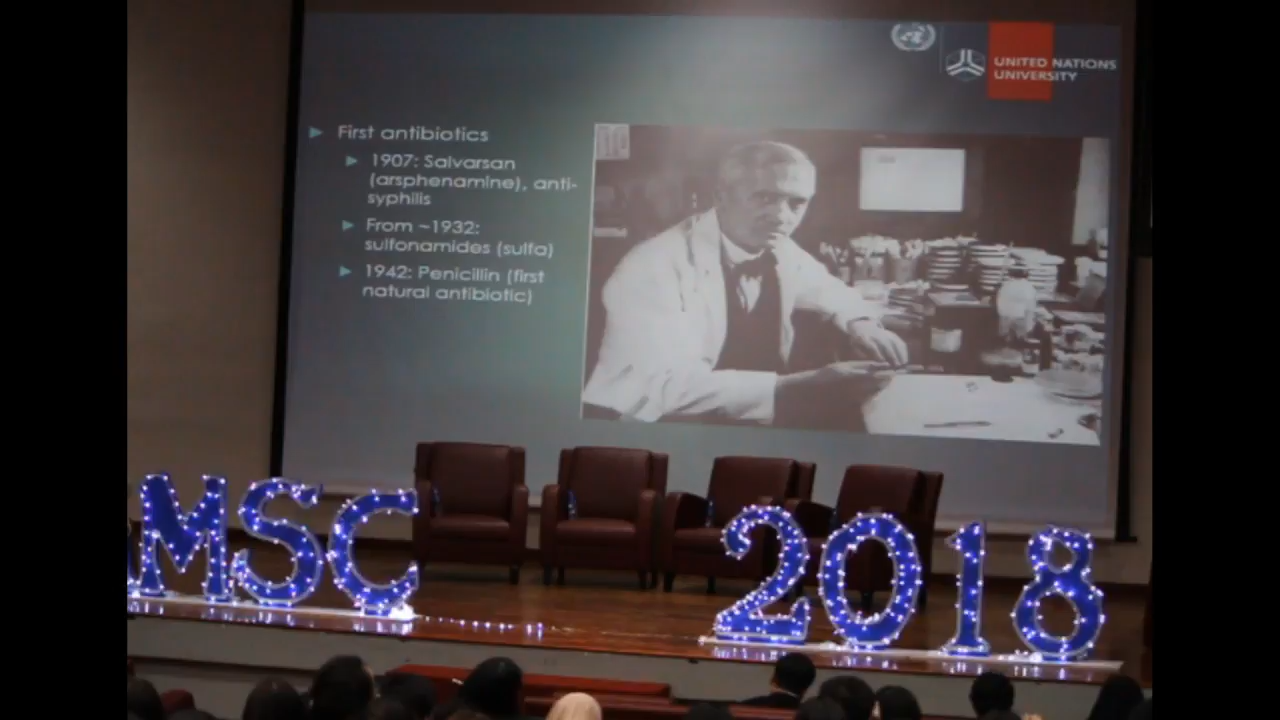 UNITED NATIONS
UNIVERSITY
First antibiotics
1907: Salvarsan
(arsphenamine), anti-
syphilis
From ~1932:
sulfonamides (sulfa)
1942: Penicillin (first
natural antibiotic)
MSC
2018